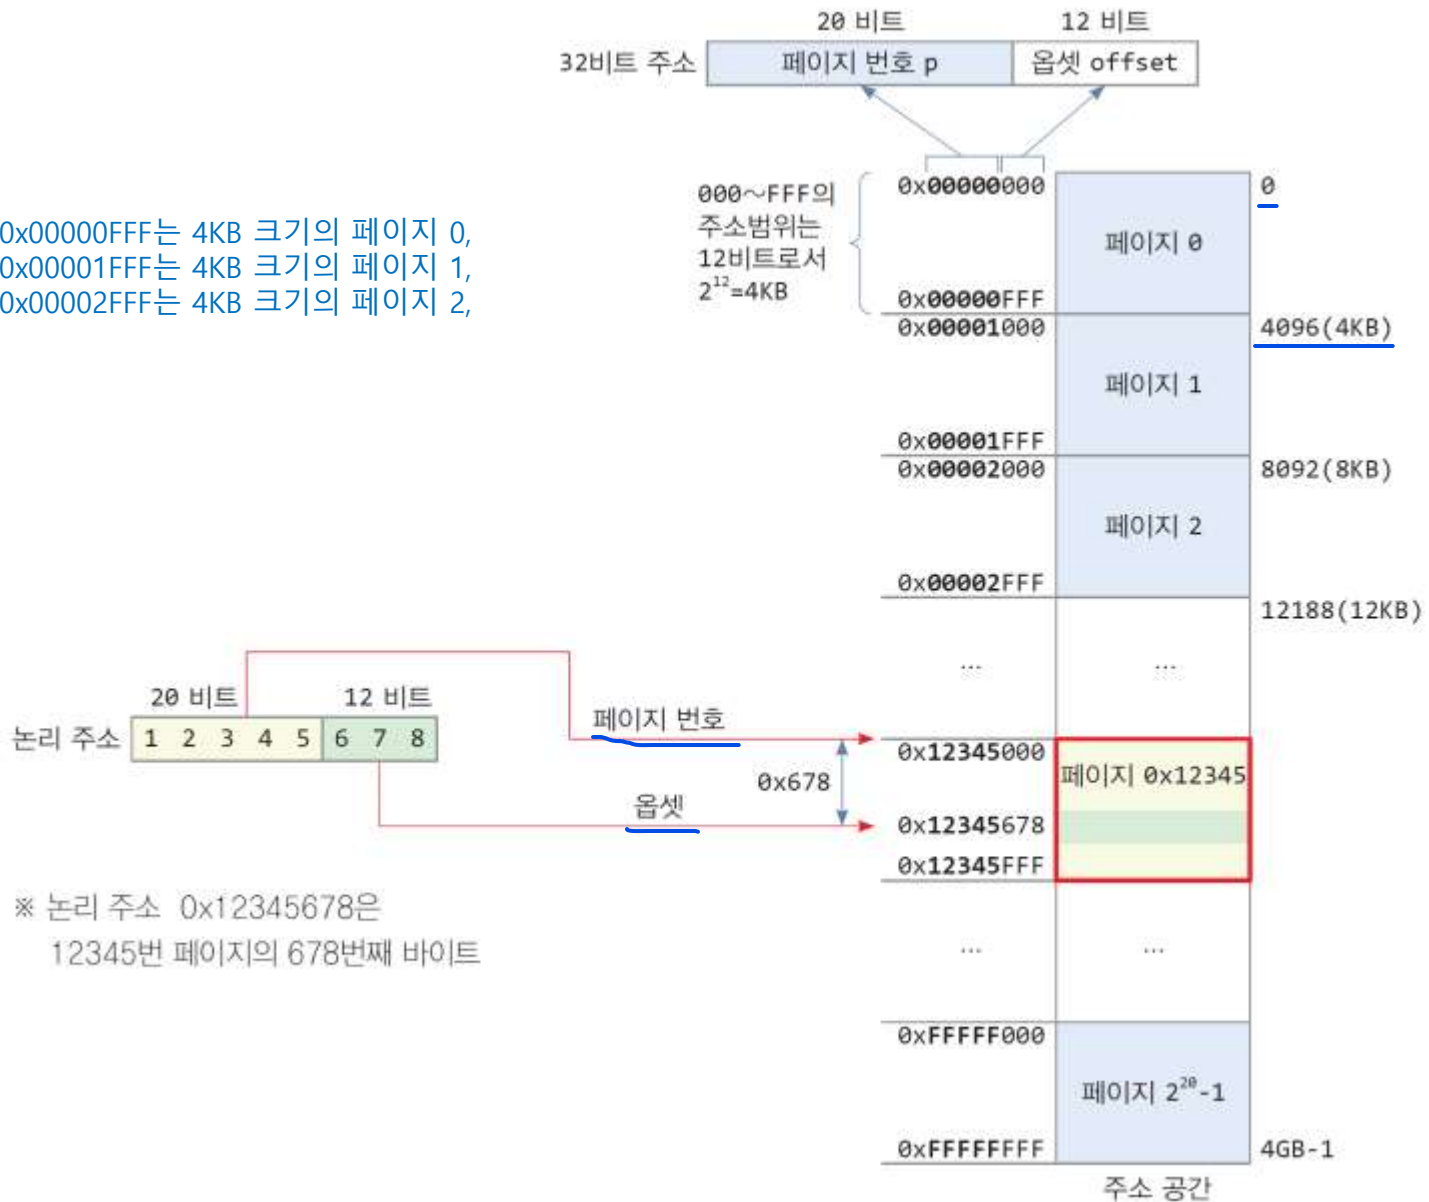 20 비트 12 비트
32비트 주소 페이지 번호 p 옵셋 offset
000~FFF의
주소범위는
12비트로서
2^12=4KB
0x00000FFF는 4KB 크기의 페이지 0,
0x00001FFF는 4KB 크기의 페이지 1,
0x00002FFF는 4KB 크기의 페이지 2,
0x00000000 0
페이지 0
0x00000FFF
0x00001000 4096(4KB)
페이지 1
0x00001FFF
0x00002000 8092(8KB)
페이지 2
0x00002FFF
12188(12KB)
... ...
20 비트 12 비트
논리 주소 1 2 3 4 5 6 7 8
페이지 번호
0x678
옵셋
0x12345000
페이지 0x12345
0x12345678
0x12345FFF
※ 논리 주소 0x12345678은
12345번 페이지의 678번째 바이트
... ...
0xFFFFF000
페이지 2^20-1
0xFFFFFFFF 4GB-1
주소 공간